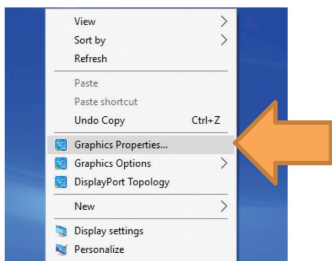 View
Sort by
Refresh
Paste
Paste shortcut
Undo Copy Ctrl+Z
Graphics Properties...
Graphics Options
DisplayPort Topology
New
Display settings
Personalize